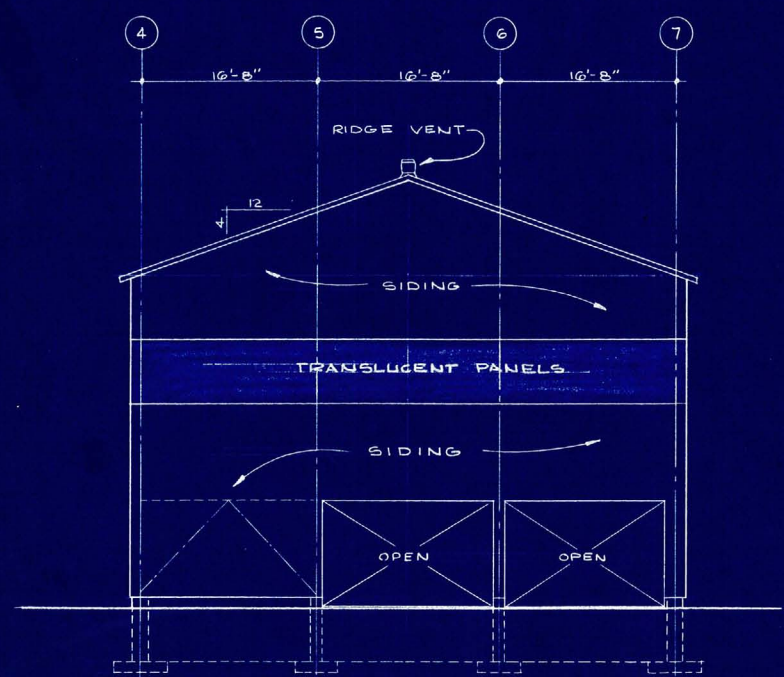 4 5 6 7
16'-8" 16'-8" 16'-8"
RIDGE VENT
12
4
SIDING
TRANSLUCENT PANELS
SIDING
OPEN OPEN